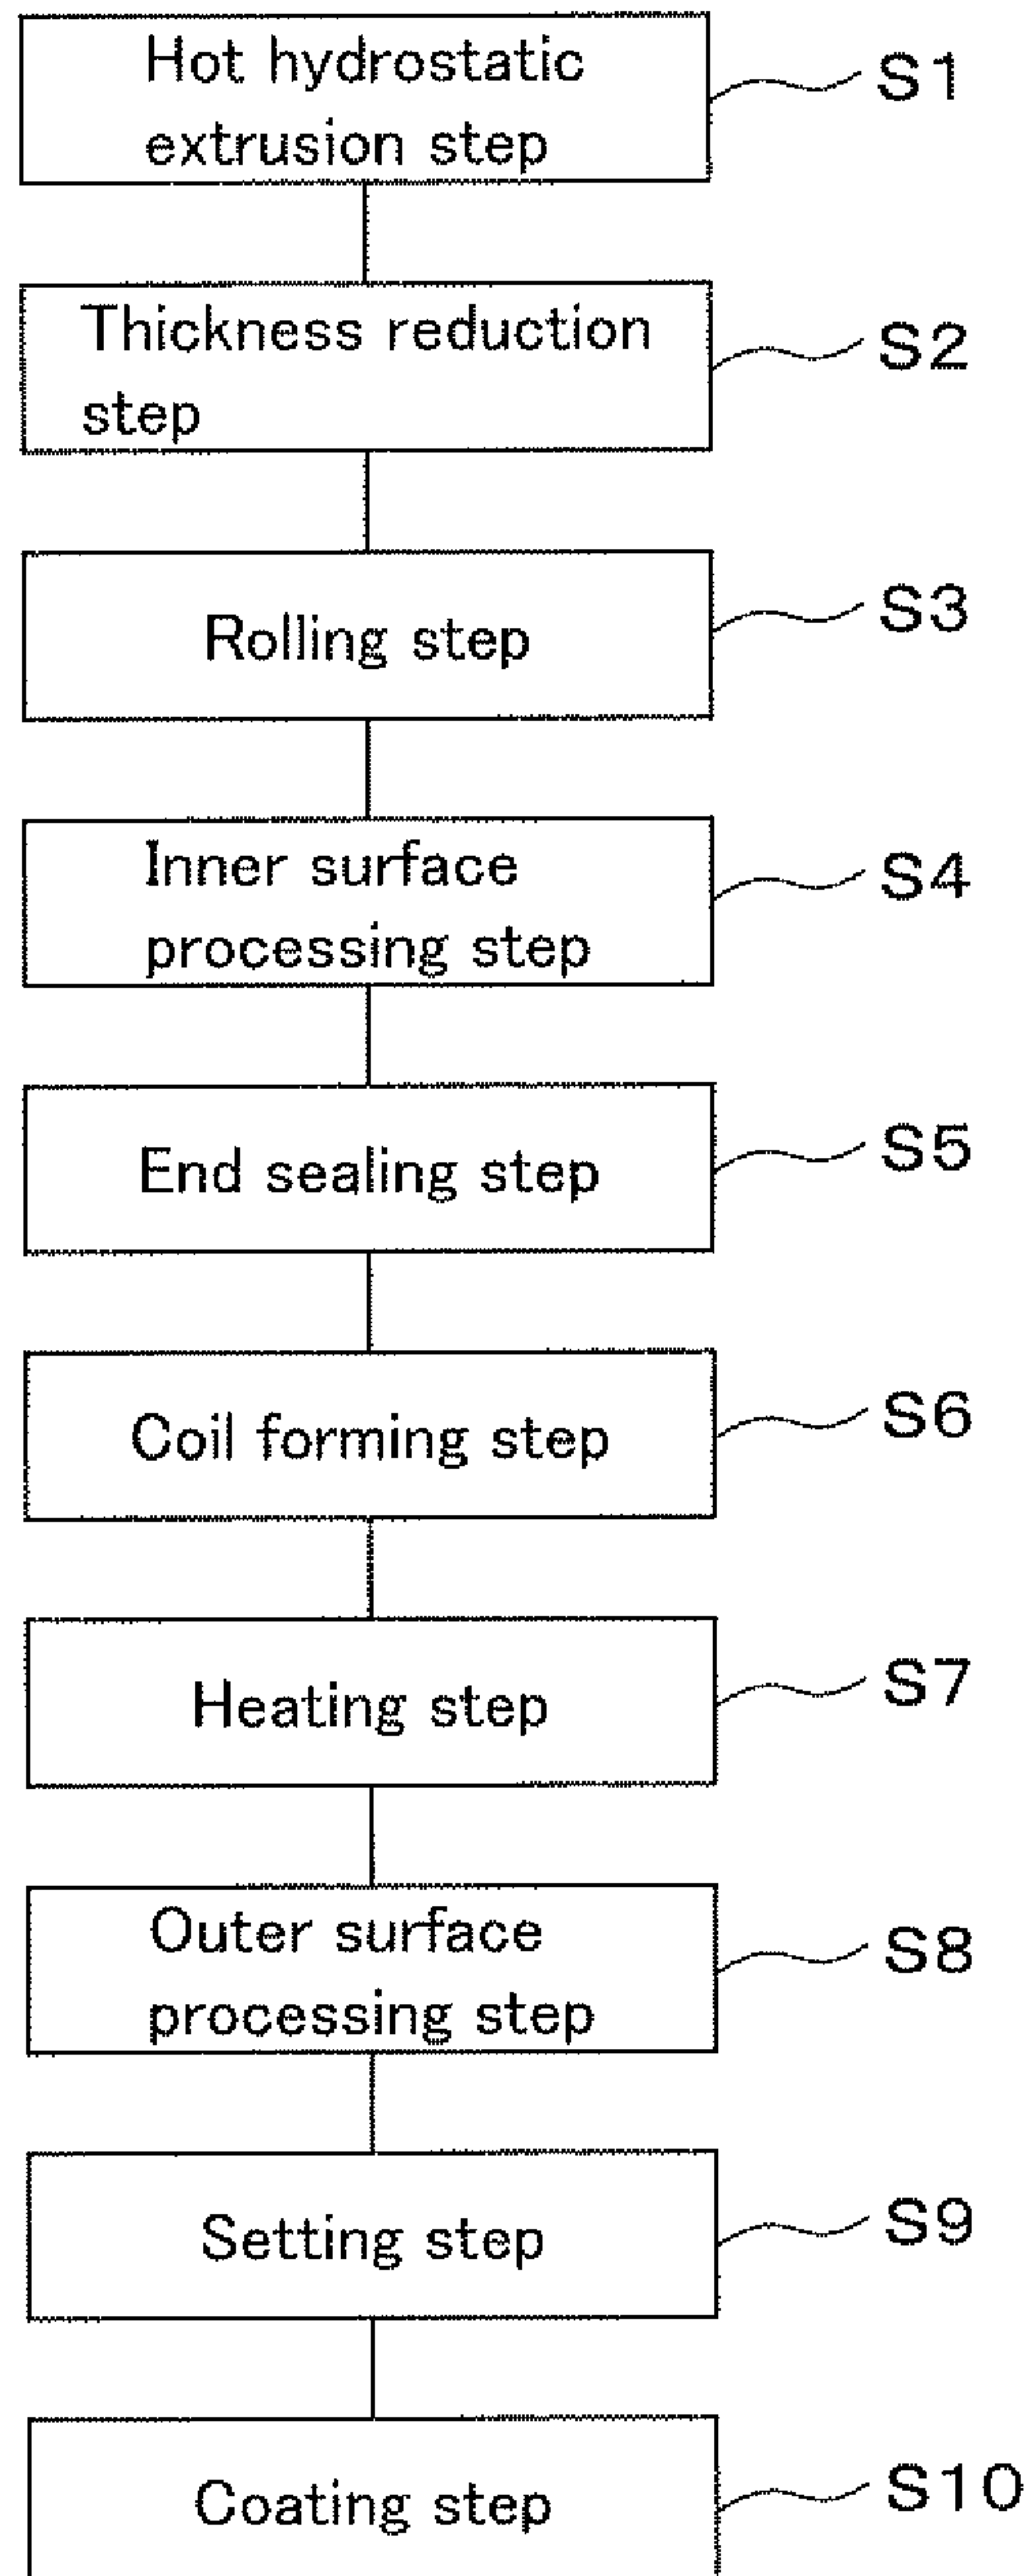 Hot hydrostatic
extrusion step
S1
Thickness reduction
step
S2
Rolling step
S3
Inner surface
processing step
S4
End sealing step
S5
Coil forming step
S6
Heating step
S7
Outer surface
processing step
S8
Setting step
S9
Coating step
S10